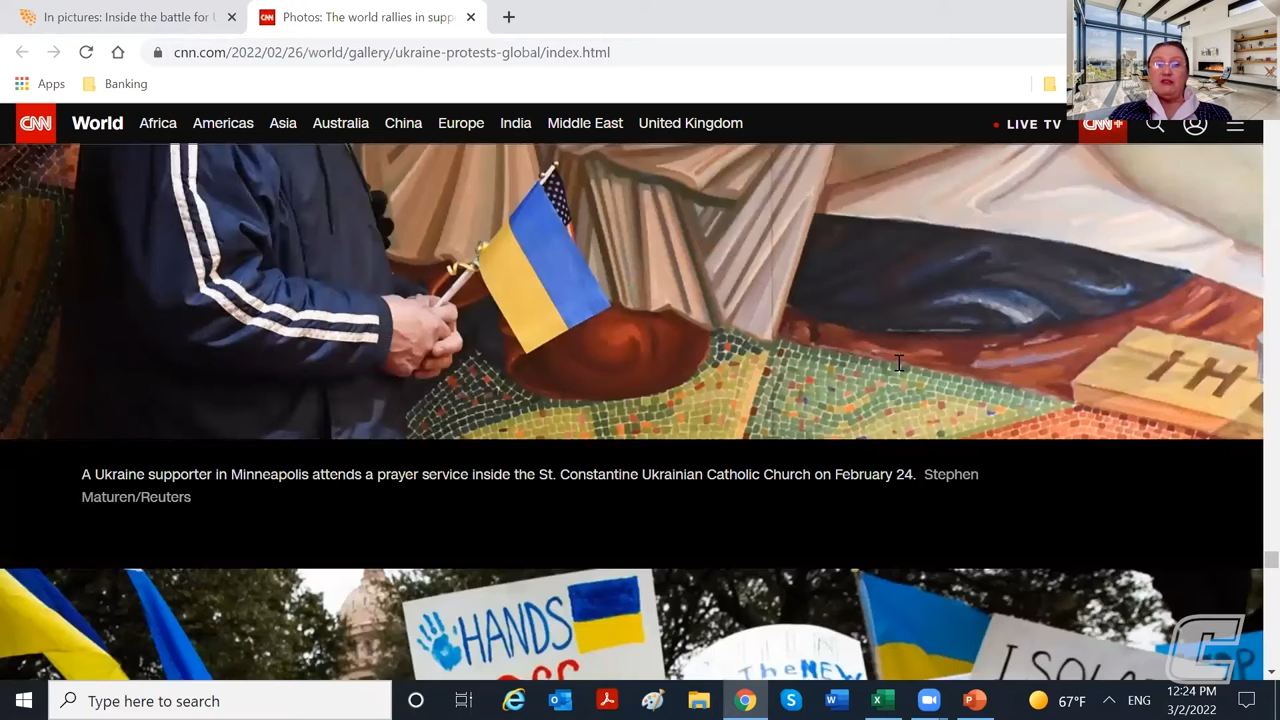 In pictures: Inside the battle for U
Photos: The world rallies in supp
cnn.com/2022/02/26/world/gallery/ukraine-protests-global/index.html
Apps
Banking
CNN
World
Africa
Americas
Asia
Australia
China
Europe
India
Middle East
United Kingdom
LIVE TV
CNN+
IH
A Ukraine supporter in Minneapolis attends a prayer service inside the St. Constantine Ukrainian Catholic Church on February 24. Stephen
Maturen/Reuters
HANDS
The NEW
I SOLA
Type here to search
67°F
ENG
12:24 PM
3/2/2022